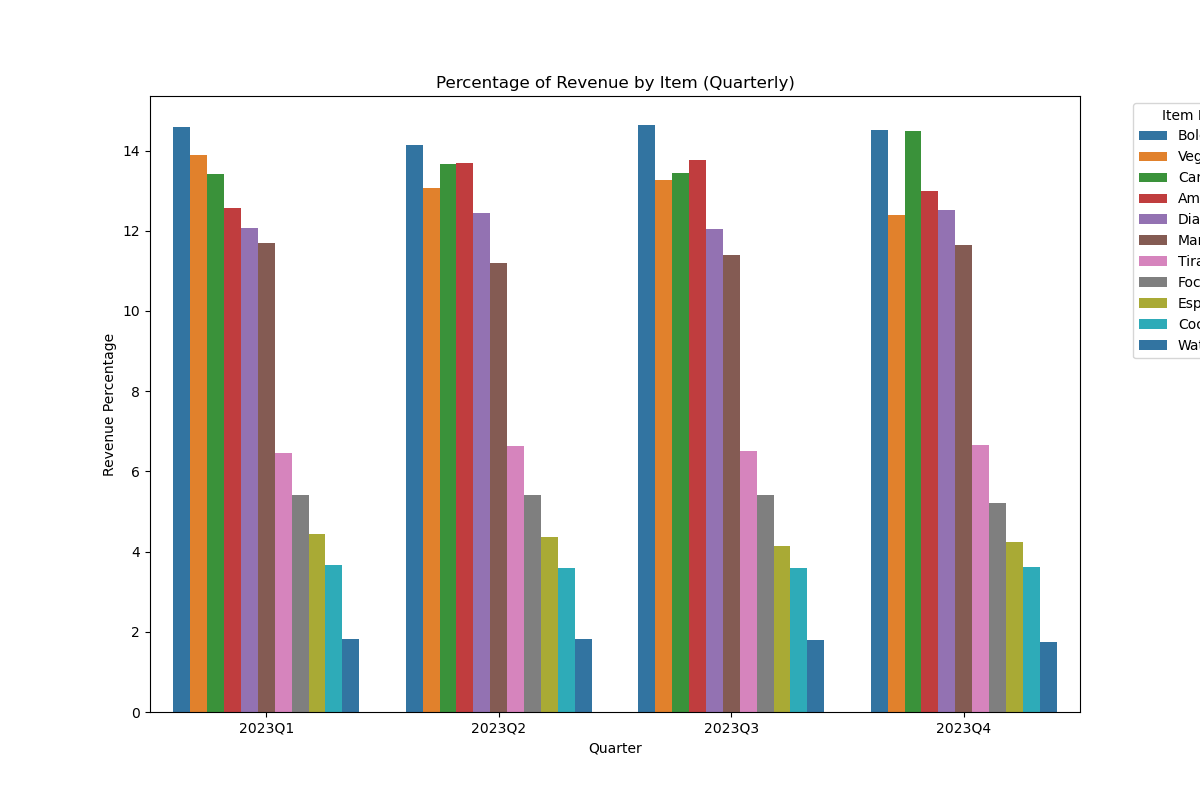 Percentage of Revenue by Item (Quarterly)
Revenue Percentage
14
12
10
8
6
4
2
0
2023Q1
2023Q2
2023Q3
2023Q4
Quarter
Item
Bol
Veg
Car
Am
Dia
Mar
Tira
Foc
Esp
Wat